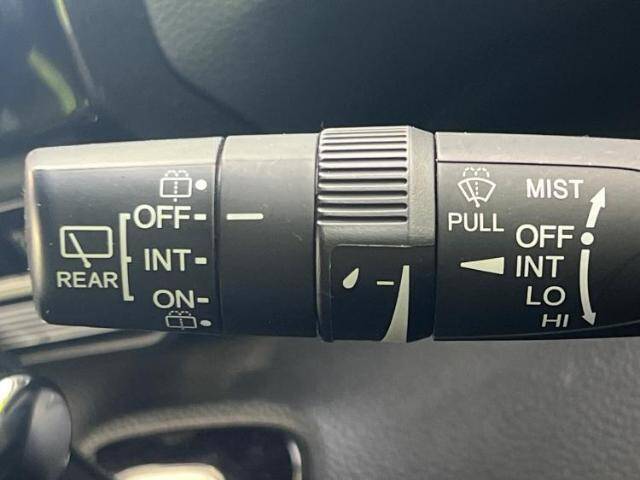 REAR
OFF
INT
ON
PULL
MIST
OFF
INT
LO
HI